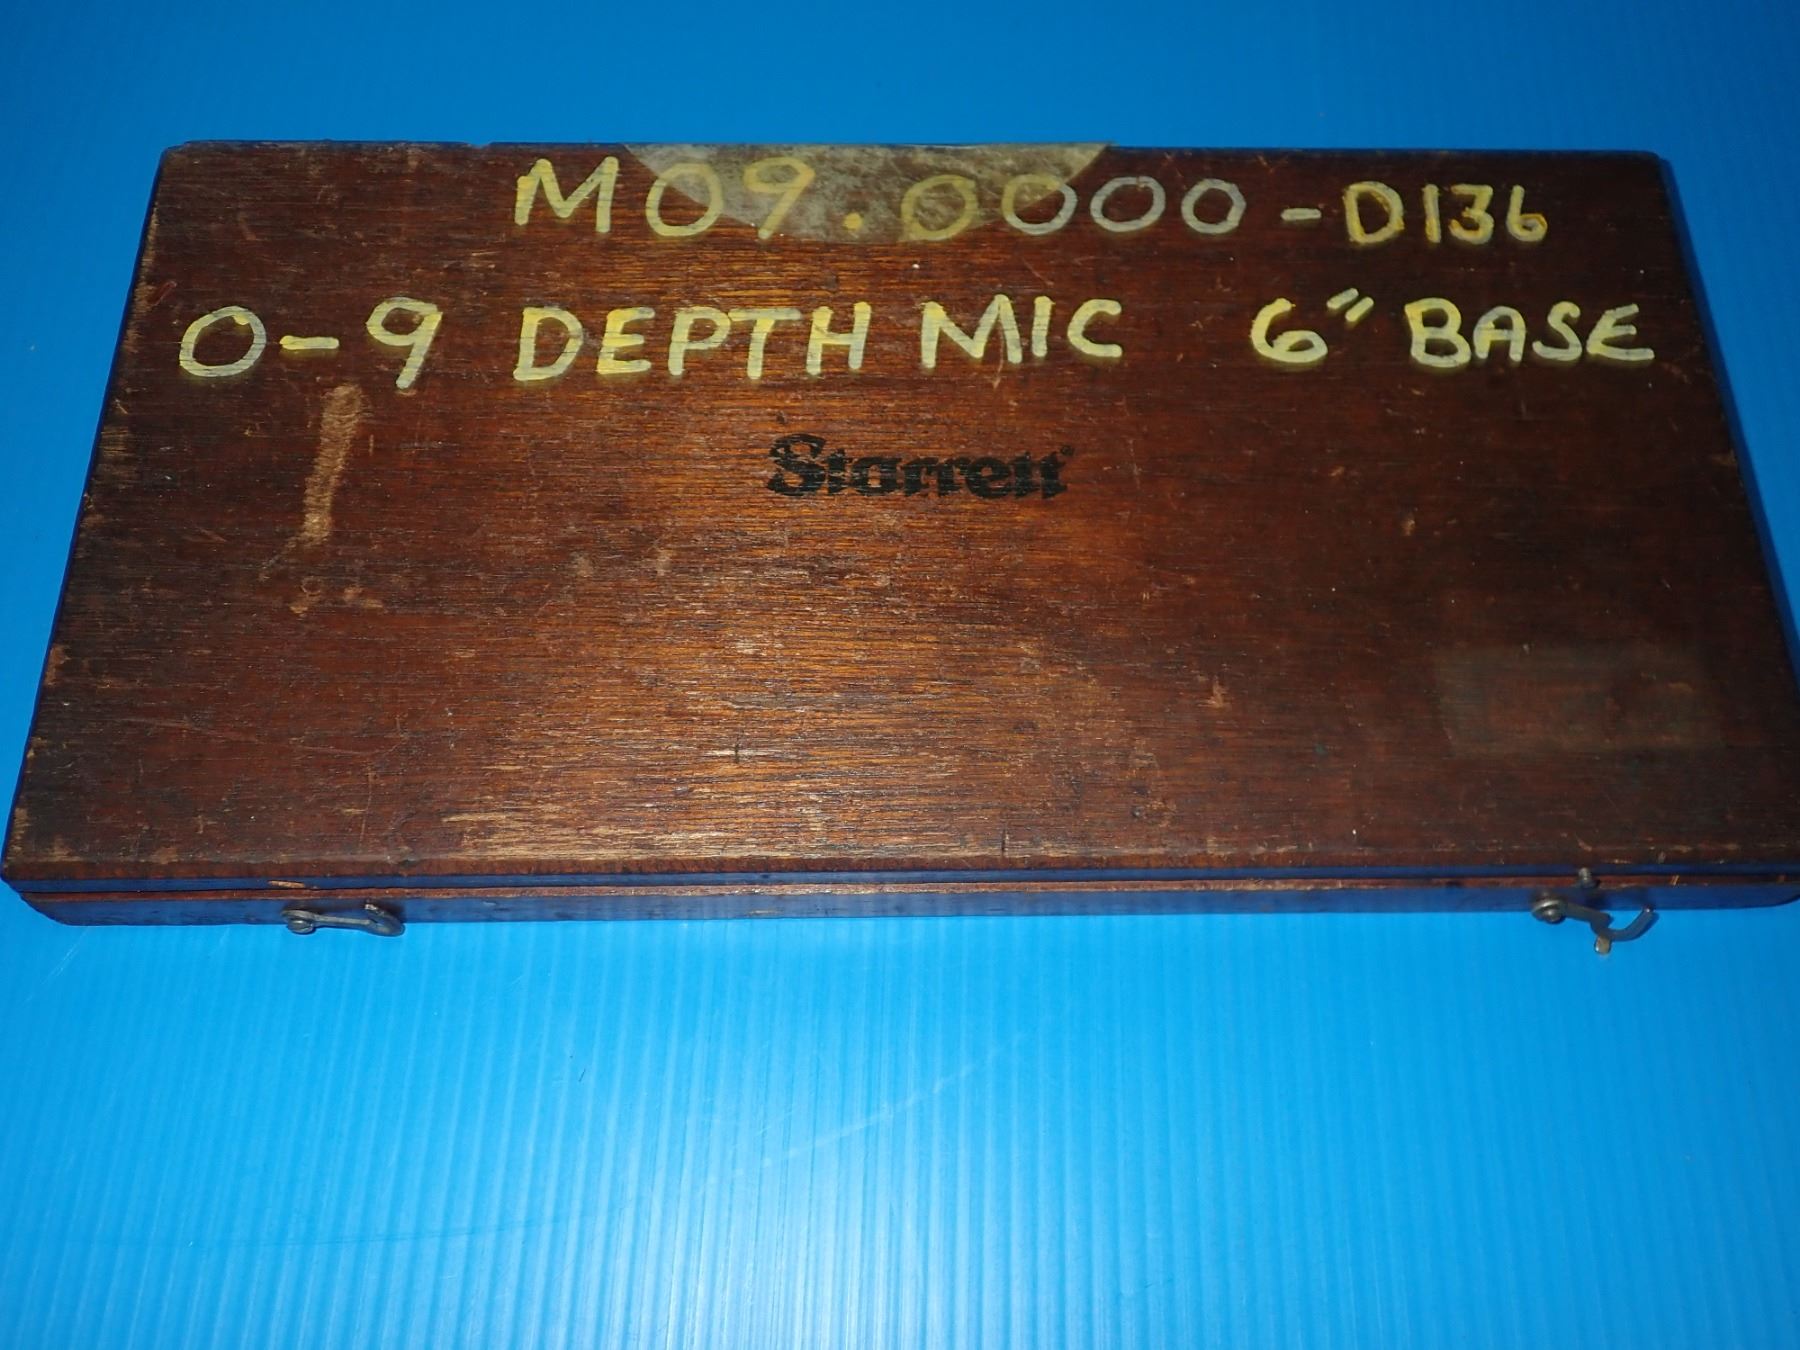 M09.0000-D136
0-9 DEPTH MIC 6" BASE
Starrett